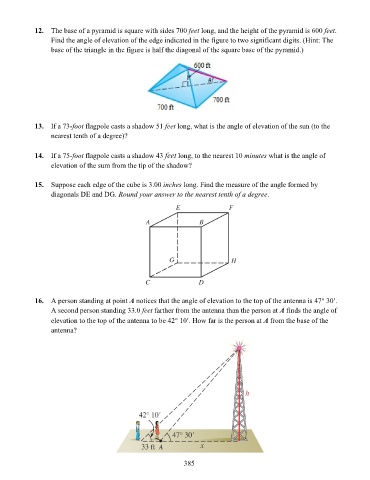 12. The base of a pyramid is square with sides 700 feet long, and the height of the pyramid is 600 feet.
Find the angle of elevation of the edge indicated in the figure to two significant digits. (Hint: The
base of the triangle in the figure is half the diagonal of the square base of the pyramid.)
600 ft
700 ft
700 ft
13. If a 73-foot flagpole casts a shadow 51 feet long, what is the angle of elevation of the sun (to the
nearest tenth of a degree)?
14. If a 75-foot flagpole casts a shadow 43 feet long, to the nearest 10 minutes what is the angle of
elevation of the sum from the tip of the shadow?
15. Suppose each edge of the cube is 3.00 inches long. Find the measure of the angle formed by
diagonals DE and DG. Round your answer to the nearest tenth of a degree.
E F
A B
G H
C D
16. A person standing at point A notices that the angle of elevation to the top of the antenna is 47° 30′.
A second person standing 33.0 feet farther from the antenna than the person at A finds the angle of
elevation to the top of the antenna to be 42° 10′. How far is the person at A from the base of the
antenna?
h
42° 10′
47° 30′
33 ft A x
385